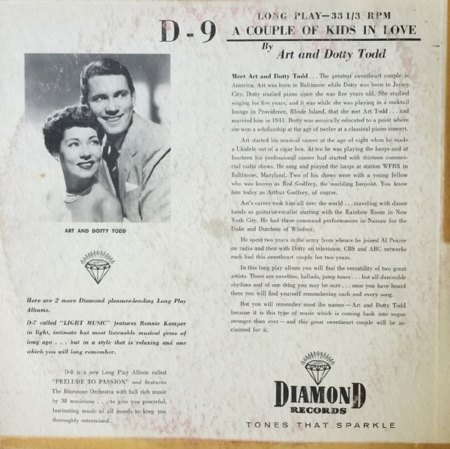 D-9
LONG PLAY—33 1/3 RPM
A COUPLE OF KIDS IN LOVE
By Art and Dotty Todd
ART AND DOTTY TODD
Here are 2 more Diamond pleasure-lending Long Play
Albums.
D-7 called "LIGHT MUSIC" features Ronnie Kemper
in light, intimate but most listenable musical gems of
long ago . . . but in a style that is relaxing and one
which you will long remember.
D-8 is a new Long Play Album called
"PRELUDE TO PASSION" and features
The Bluestone Orchestra with full rich music
by 38 musicians . . . to give you powerful,
fascinating music of all moods to keep you
thoroughly entertained.
Meet Art and Dotty Todd . . . The greatest sweetheart couple in
America. Art was born in Baltimore while Dotty was born in Jersey
City. Dotty studied piano since she was five years old. She studied
singing for five years, and it was while she was playing in a cocktail
lounge in Providence, Rhode Island, that she met Art Todd . . . and
married him in 1941. Dotty was musically educated to a point where
she won a scholarship at the age of twelve at a classical piano concert.
Art started his musical career at the age of eight when he made
a Ukulele out of a cigar box. At ten he was playing the banjo and at
fourteen his professional career had started with thirteen commer-
cial radio shows. He sang and played the banjo at station WFBR in
Baltimore, Maryland. Two of his shows were with a young fellow
who was known as Red Godfrey, the warbling banjoist. You know
him today as Arthur Godfrey, of course.
Art's career took him all over the world . . . traveling with dance
bands as guitarist-vocalist starting with the Rainbow Room in New
York City. He had three command performances in Nassau for the
Duke and Dutchess of Windsor.
He spent two years in the army from whence he joined Al Pearce
on radio and then with Dotty on television. CBS and ABC networks
each had this sweetheart couple for two years.
In this long play album you will find the versatility of two great
artists. There are novelties, ballads, jump tunes . . . but all danceable
rhythms and of one thing you may be sure . . . once you have heard
them you will find yourself remembering each and every song.
But you will remember most the names—Art and Dotty Todd
because it is this type of music which is coming back into vogue
stronger than ever—and this great sweetheart couple will be ac-
claimed for it.
DIAMOND
RECORDS
TONES THAT SPARKLE